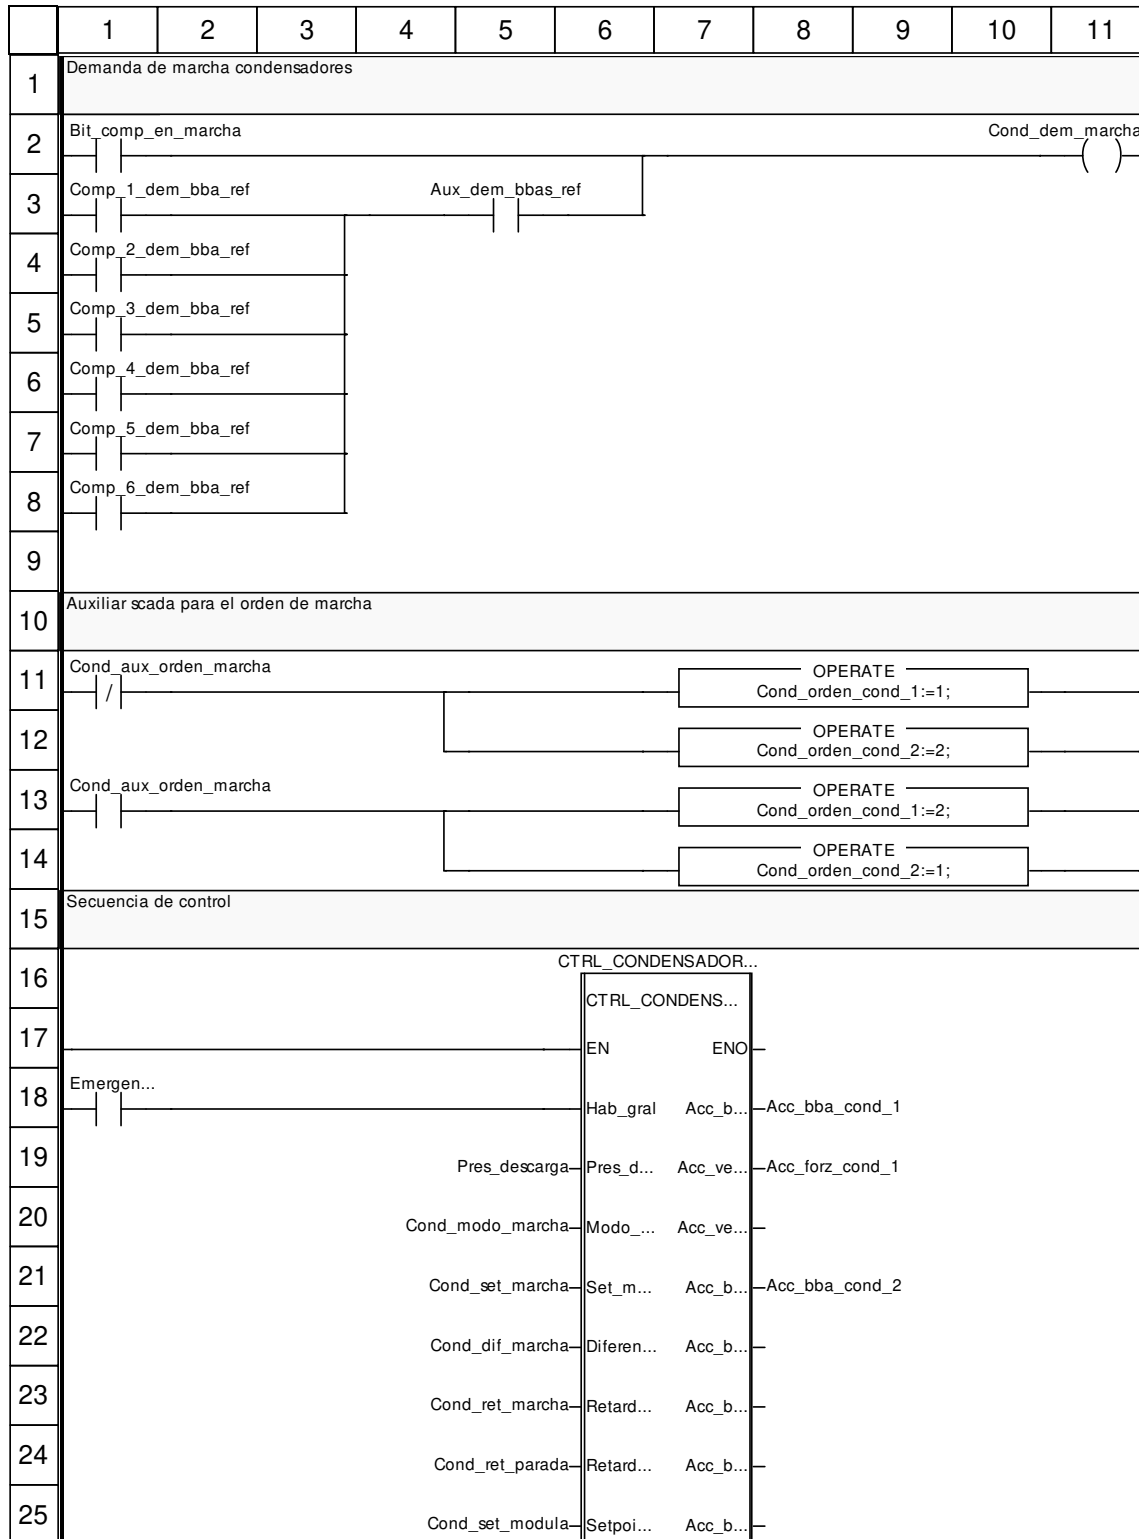 1 2 3 4 5 6 7 8 9 10 11
1 Demanda de marcha condensadores
2 Bit_comp_en_marcha Cond_dem_marcha
3 Comp_1_dem_bba_ref Aux_dem_bbas_ref
4 Comp_2_dem_bba_ref
5 Comp_3_dem_bba_ref
6 Comp_4_dem_bba_ref
7 Comp_5_dem_bba_ref
8 Comp_6_dem_bba_ref
9
10 Auxiliar scada para el orden de marcha
11 Cond_aux_orden_marcha OPERATE
Cond_orden_cond_1:=1;
12 OPERATE
Cond_orden_cond_2:=2;
13 Cond_aux_orden_marcha OPERATE
Cond_orden_cond_1:=2;
14 OPERATE
Cond_orden_cond_2:=1;
15 Secuencia de control
16 CTRL_CONDENSADOR...
CTRL_CONDENS...
17 EN ENO
18 Emergen... Hab_gral Acc_b... Acc_bba_cond_1
19 Pres_descarga Pres_d... Acc_ve... Acc_forz_cond_1
20 Cond_modo_marcha Modo_... Acc_ve...
21 Cond_set_marcha Set_m... Acc_b... Acc_bba_cond_2
22 Cond_dif_marcha Diferen... Acc_b...
23 Cond_ret_marcha Retard... Acc_b...
24 Cond_ret_parada Retard... Acc_b...
25 Cond_set_modula Setpoi... Acc_b...